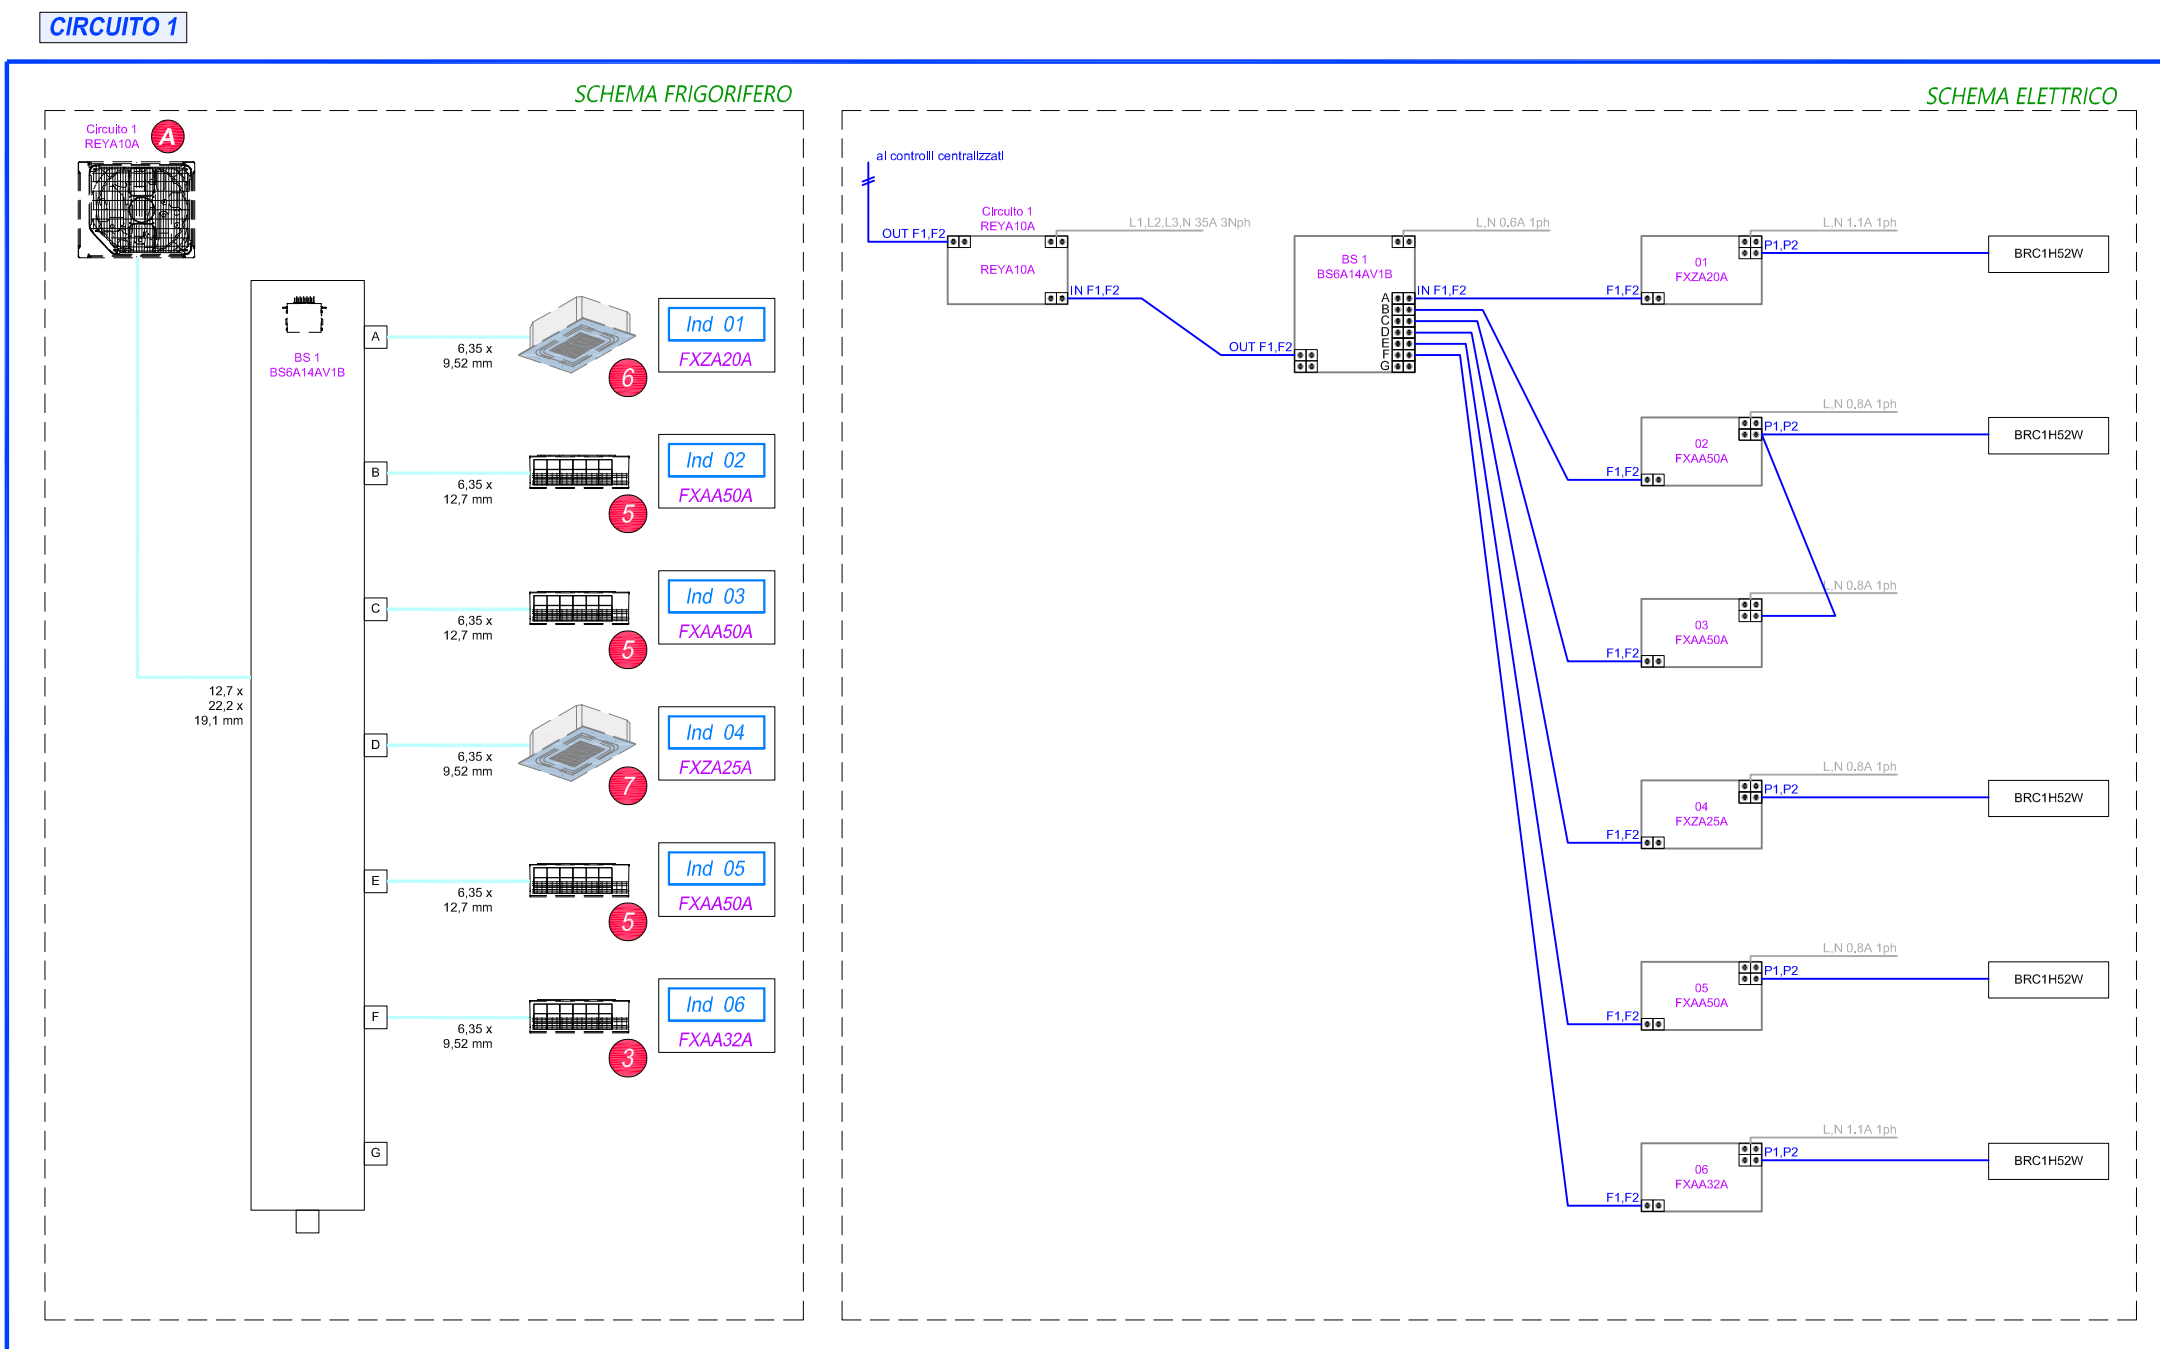 CIRCUITO 1
SCHEMA FRIGORIFERO
Circuito 1
REYA10A
A
BS 1
BS6A14AV1B
12,7 x
22,2 x
19,1 mm
A
6,35 x
9,52 mm
6
Ind 01
FXZA20A
B
6,35 x
12,7 mm
5
Ind 02
FXAA50A
C
6,35 x
12,7 mm
5
Ind 03
FXAA50A
D
6,35 x
9,52 mm
7
Ind 04
FXZA25A
E
6,35 x
12,7 mm
5
Ind 05
FXAA50A
F
6,35 x
9,52 mm
3
Ind 06
FXAA32A
G
SCHEMA ELETTRICO
ai controlli centralizzati
OUT F1,F2
Circuito 1
REYA10A
L1,L2,L3,N 35A 3Nph
REYA10A
IN F1,F2
OUT F1,F2
L,N 0.6A 1ph
BS 1
BS6A14AV1B
A
B
C
D
E
F
G
IN F1,F2
F1,F2
L,N 1.1A 1ph
01
FXZA20A
P1,P2
BRC1H52W
L,N 0.8A 1ph
02
FXAA50A
P1,P2
F1,F2
BRC1H52W
L,N 0.8A 1ph
03
FXAA50A
F1,F2
L,N 0.8A 1ph
04
FXZA25A
P1,P2
F1,F2
BRC1H52W
L,N 0.8A 1ph
05
FXAA50A
P1,P2
F1,F2
BRC1H52W
L,N 1.1A 1ph
06
FXAA32A
P1,P2
F1,F2
BRC1H52W